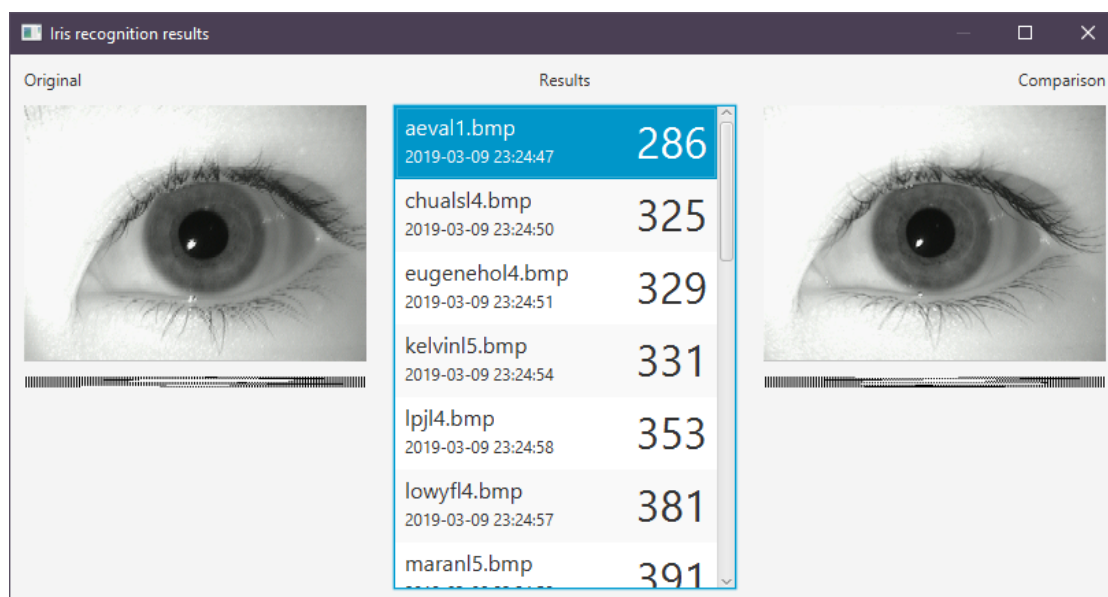 Iris recognition results
Original
Results
Comparison
aeval1.bmp
286
2019-03-09 23:24:47
chualsl4.bmp
325
2019-03-09 23:24:50
eugenehol4.bmp
329
2019-03-09 23:24:51
kelvinl5.bmp
331
2019-03-09 23:24:54
lpjl4.bmp
353
2019-03-09 23:24:58
lowyfl4.bmp
381
2019-03-09 23:24:57
maranl5.bmp
391